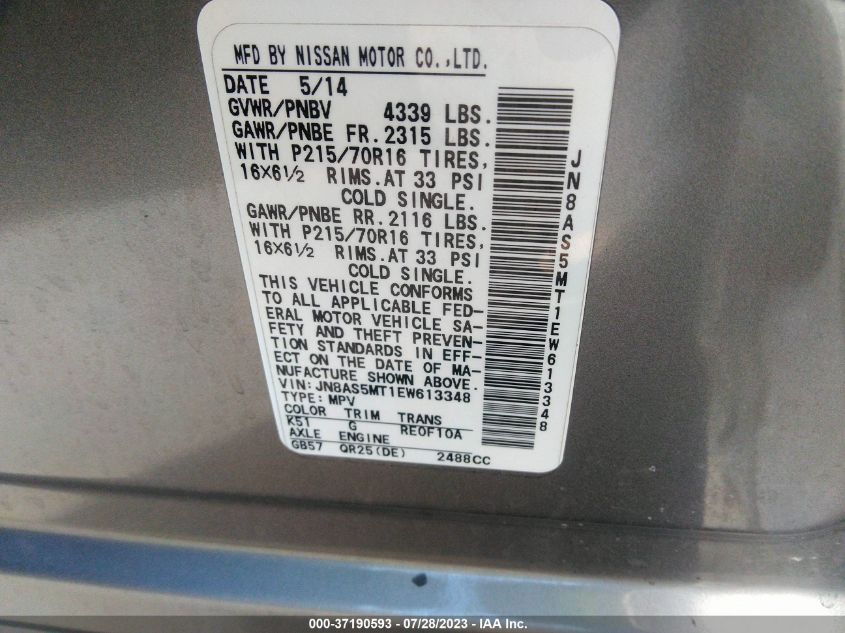 MFD BY NISSAN MOTOR CO.,LTD.
DATE 5/14
GVWR/PNBV 4339 LBS.
GAWR/PNBE FR. 2315 LBS.
WITH P215/70R16 TIRES,
16X6½ RIMS.AT 33 PSI
COLD SINGLE.
GAWR/PNBE RR. 2116 LBS.
WITH P215/70R16 TIRES,
16X6½ RIMS.AT 33 PSI
COLD SINGLE.
THIS VEHICLE CONFORMS
TO ALL APPLICABLE FED-
ERAL MOTOR VEHICLE SA-
FETY AND THEFT PREVEN-
TION STANDARDS IN EFF-
ECT ON THE DATE OF MA-
NUFACTURE SHOWN ABOVE.
VIN: JN8AS5MT1EW613348
TYPE: MPV
COLOR TRIM TRANS
K51 G RE0F10A
AXLE ENGINE
GB57 QR25(DE) 2488CC
JN8AS5MT1EW613348
000-37190593 - 07/28/2023 - IAA Inc.